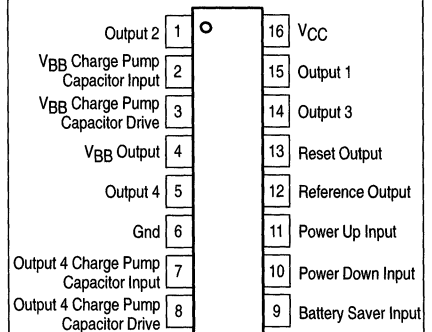 Output 2 1 16 VCC
VBB Charge Pump
Capacitor Input 2 15 Output 1
VBB Charge Pump
Capacitor Drive 3 14 Output 3
VBB Output 4 13 Reset Output
Output 4 5 12 Reference Output
Gnd 6 11 Power Up Input
Output 4 Charge Pump
Capacitor Input 7 10 Power Down Input
Output 4 Charge Pump
Capacitor Drive 8 9 Battery Saver Input